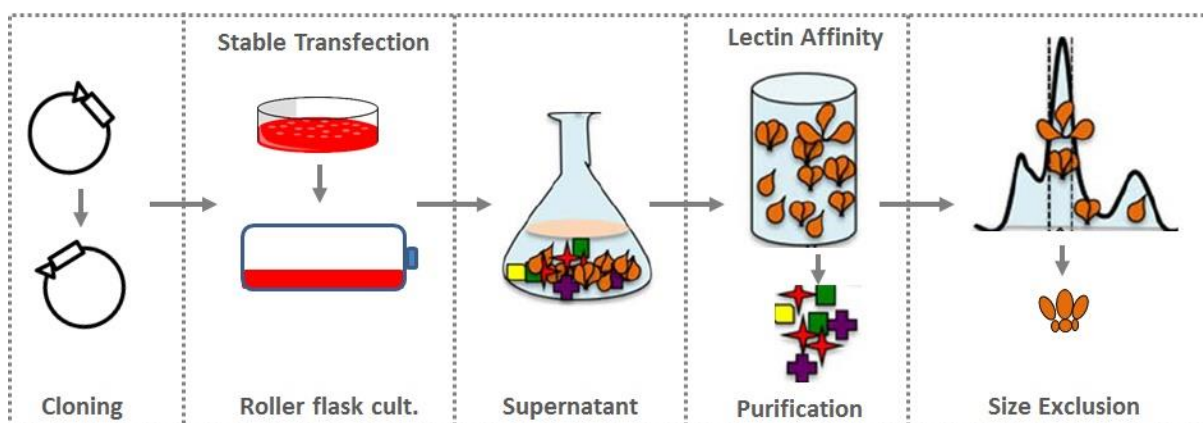 Stable Transfection
Lectin Affinity
Cloning
Roller flask cult.
Supernatant
Purification
Size Exclusion